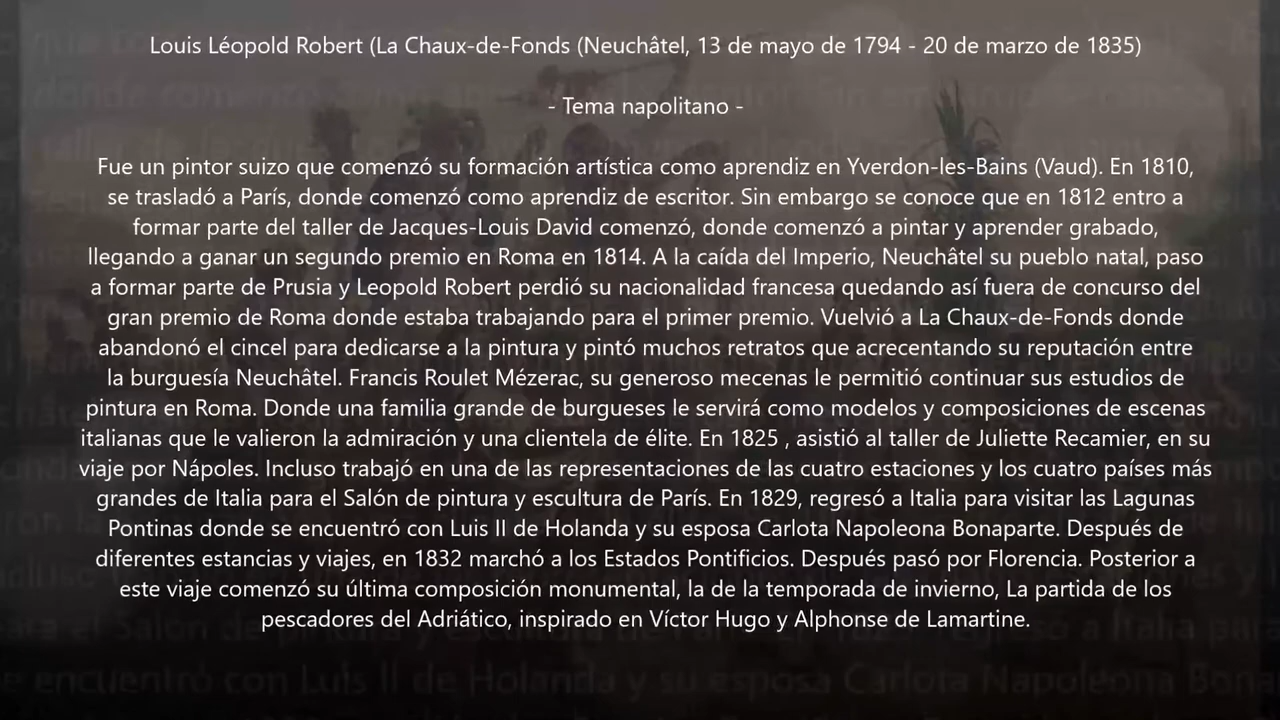 Louis Léopold Robert (La Chaux-de-Fonds (Neuchâtel, 13 de mayo de 1794 - 20 de marzo de 1835)
- Tema napolitano -
Fue un pintor suizo que comenzó su formación artística como aprendiz en Yverdon-les-Bains (Vaud). En 1810,
se trasladó a París, donde comenzó como aprendiz de escritor. Sin embargo se conoce que en 1812 entro a
formar parte del taller de Jacques-Louis David comenzó, donde comenzó a pintar y aprender grabado,
llegando a ganar un segundo premio en Roma en 1814. A la caída del Imperio, Neuchâtel su pueblo natal, paso
a formar parte de Prusia y Leopold Robert perdió su nacionalidad francesa quedando así fuera de concurso del
gran premio de Roma donde estaba trabajando para el primer premio. Vuelvió a La Chaux-de-Fonds donde
abandonó el cincel para dedicarse a la pintura y pintó muchos retratos que acrecentando su reputación entre
la burguesía Neuchâtel. Francis Roulet Mézerac, su generoso mecenas le permitió continuar sus estudios de
pintura en Roma. Donde una familia grande de burgueses le servirá como modelos y composiciones de escenas
italianas que le valieron la admiración y una clientela de élite. En 1825 , asistió al taller de Juliette Recamier, en su
viaje por Nápoles. Incluso trabajó en una de las representaciones de las cuatro estaciones y los cuatro países más
grandes de Italia para el Salón de pintura y escultura de París. En 1829, regresó a Italia para visitar las Lagunas
Pontinas donde se encuentró con Luis II de Holanda y su esposa Carlota Napoleona Bonaparte. Después de
diferentes estancias y viajes, en 1832 marchó a los Estados Pontificios. Después pasó por Florencia. Posterior a
este viaje comenzó su última composición monumental, la de la temporada de invierno, La partida de los
pescadores del Adriático, inspirado en Víctor Hugo y Alphonse de Lamartine.
encuentró con Luis II de Holanda y su esposa Carlota Napoleona